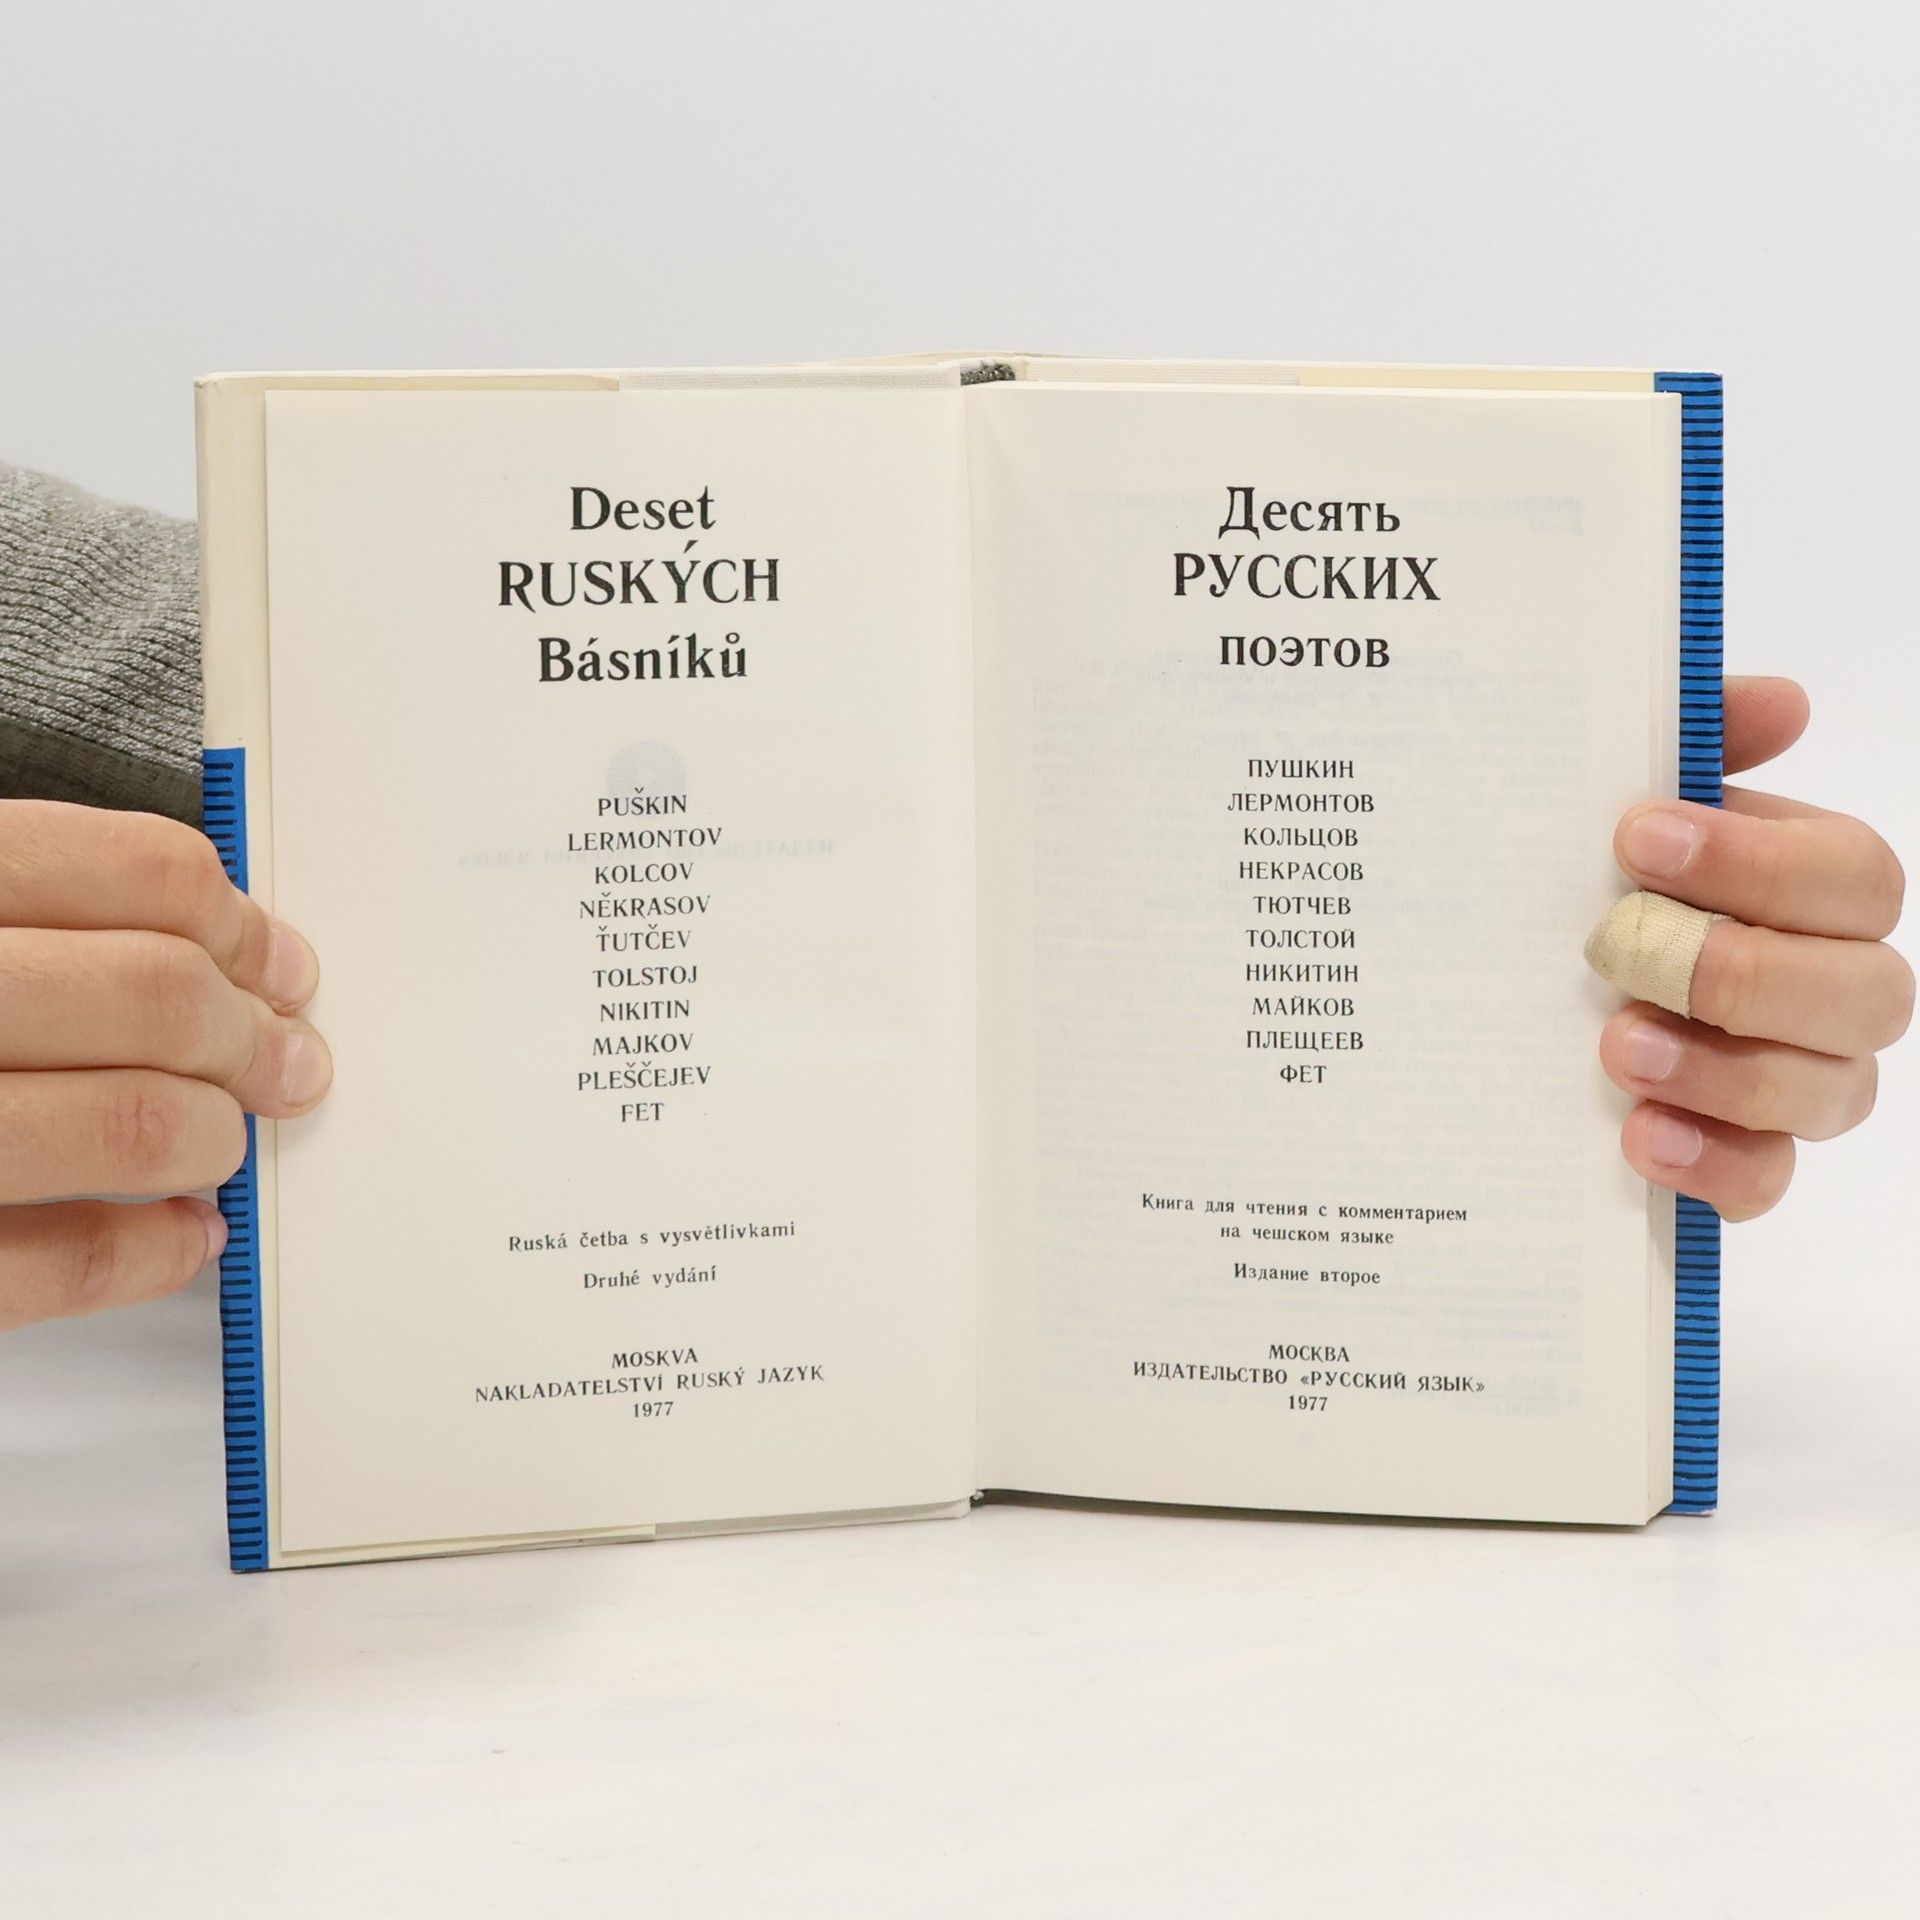 Deset
RUSKÝCH
Básníků
PUŠKIN
LERMONTOV
KOLCOV
NĚKRASOV
ŤUTČEV
TOLSTOJ
NIKITIN
MAJKOV
PLEŠČEJEV
FET
Ruská četba s vysvětlivkami
Druhé vydání
MOSKVA
NAKLADATELSTVÍ RUSKÝ JAZYK
1977
Десять
РУССКИХ
ПОЭТОВ
ПУШКИН
ЛЕРМОНТОВ
КОЛЬЦОВ
НЕКРАСОВ
ТЮТЧЕВ
ТОЛСТОЙ
НИКИТИН
МАЙКОВ
ПЛЕЩЕЕВ
ФЕТ
Книга для чтения с комментарием
на чешском языке
Издание второе
МОСКВА
ИЗДАТЕЛЬСТВО «РУССКИЙ ЯЗЫК»
1977